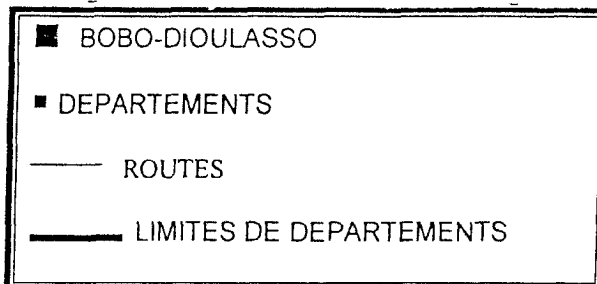 BOBO-DIOULASSO
DEPARTEMENTS
ROUTES
LIMITES DE DEPARTEMENTS